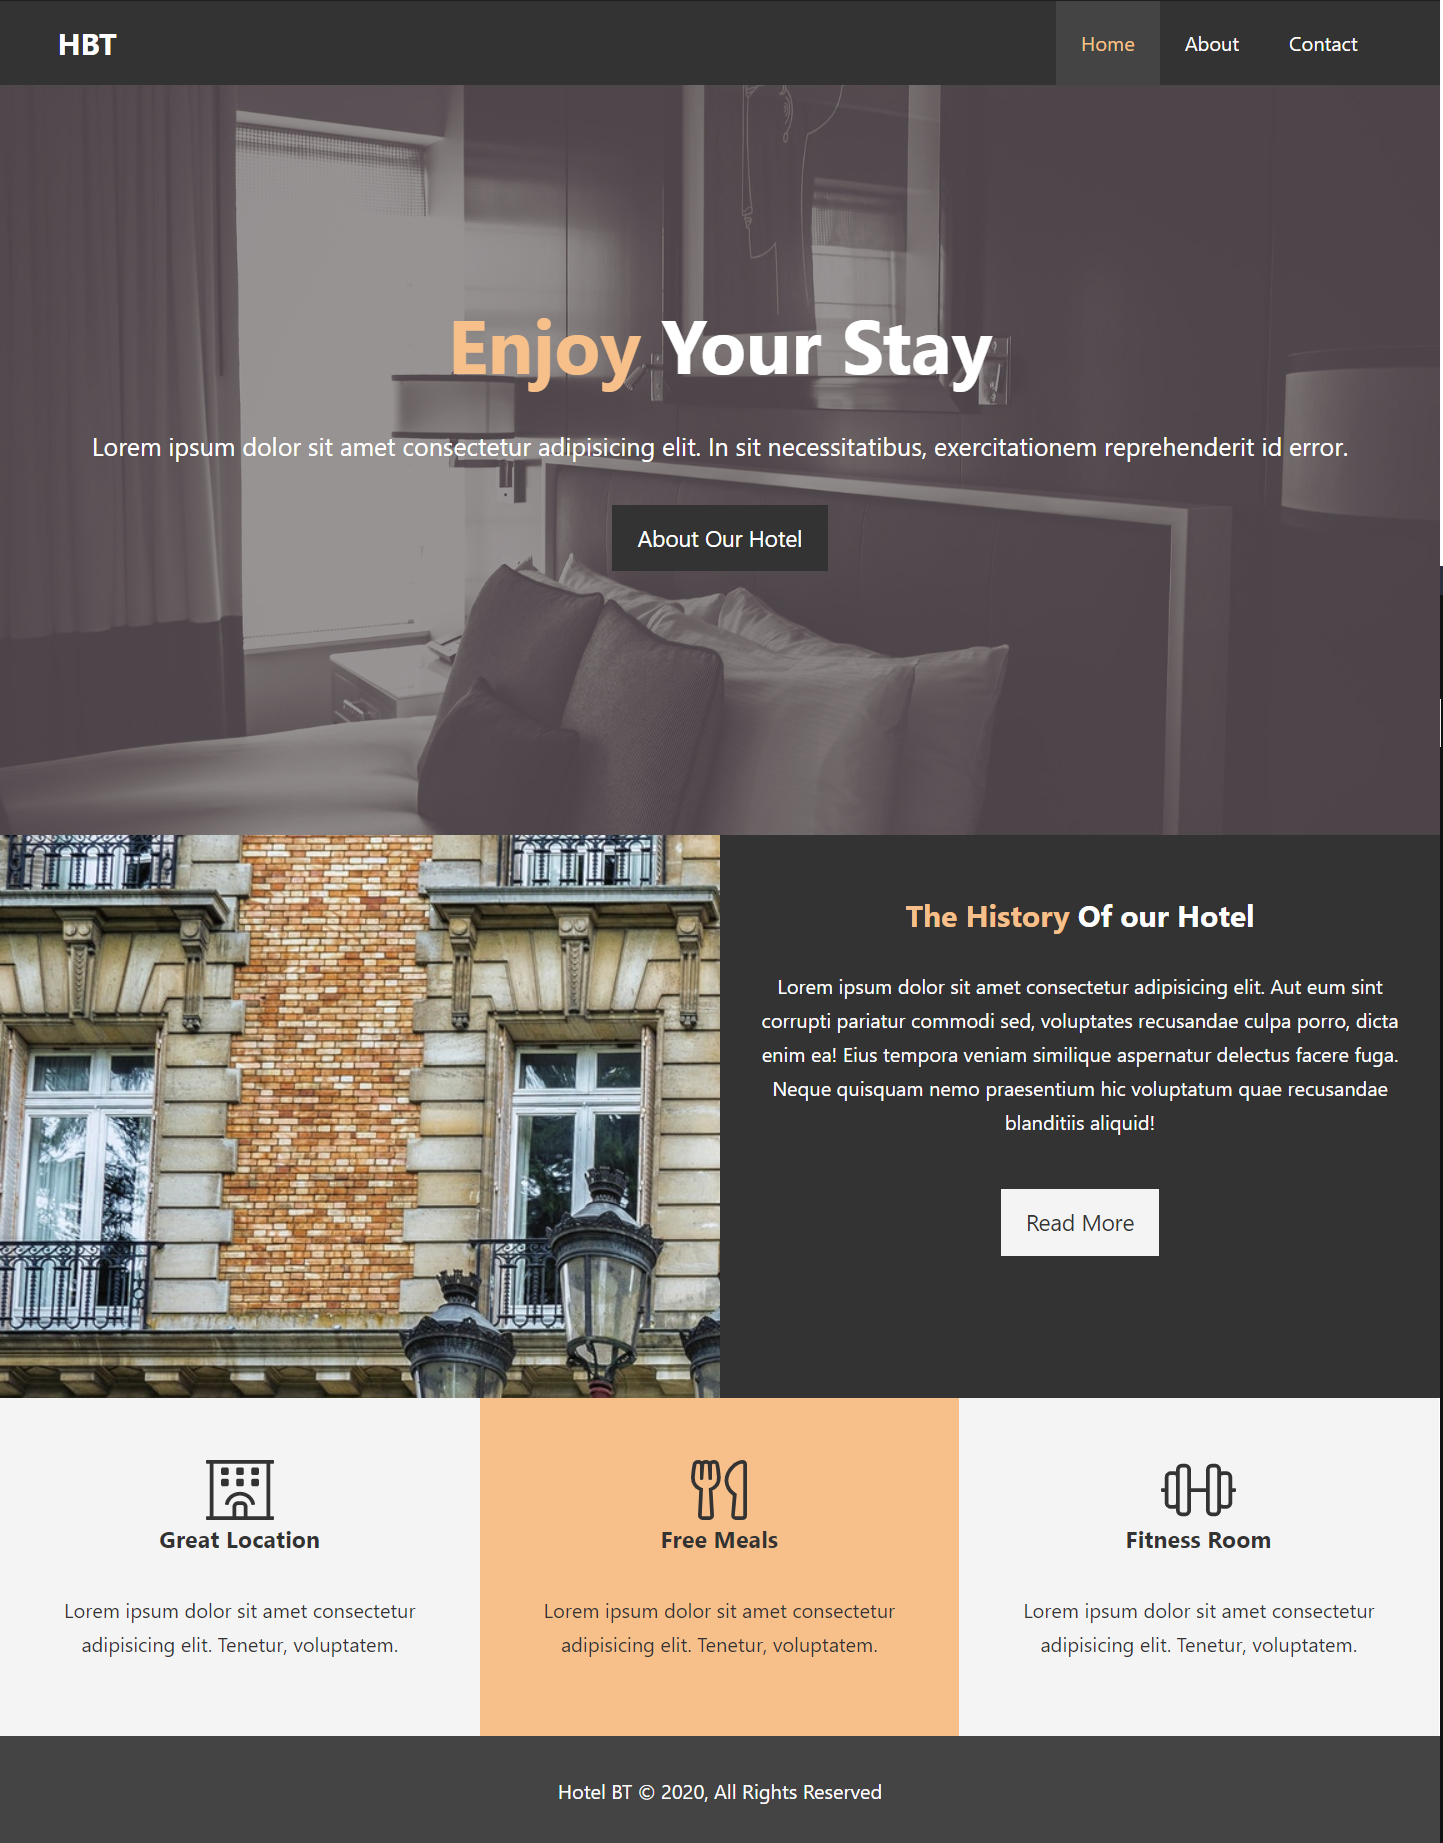 HBT
Home
About
Contact
Enjoy Your Stay
Lorem ipsum dolor sit amet consectetur adipisicing elit. In sit necessitatibus, exercitationem reprehenderit id error.
About Our Hotel
The History Of our Hotel
Lorem ipsum dolor sit amet consectetur adipisicing elit. Aut eum sint
corrupti pariatur commodi sed, voluptates recusandae culpa porro, dicta
enim ea! Eius tempora veniam similique aspernatur delectus facere fuga.
Neque quisquam nemo praesentium hic voluptatum quae recusandae
blanditiis aliquid!
Read More
Great Location
Lorem ipsum dolor sit amet consectetur
adipisicing elit. Tenetur, voluptatem.
Free Meals
Lorem ipsum dolor sit amet consectetur
adipisicing elit. Tenetur, voluptatem.
Fitness Room
Lorem ipsum dolor sit amet consectetur
adipisicing elit. Tenetur, voluptatem.
Hotel BT © 2020, All Rights Reserved